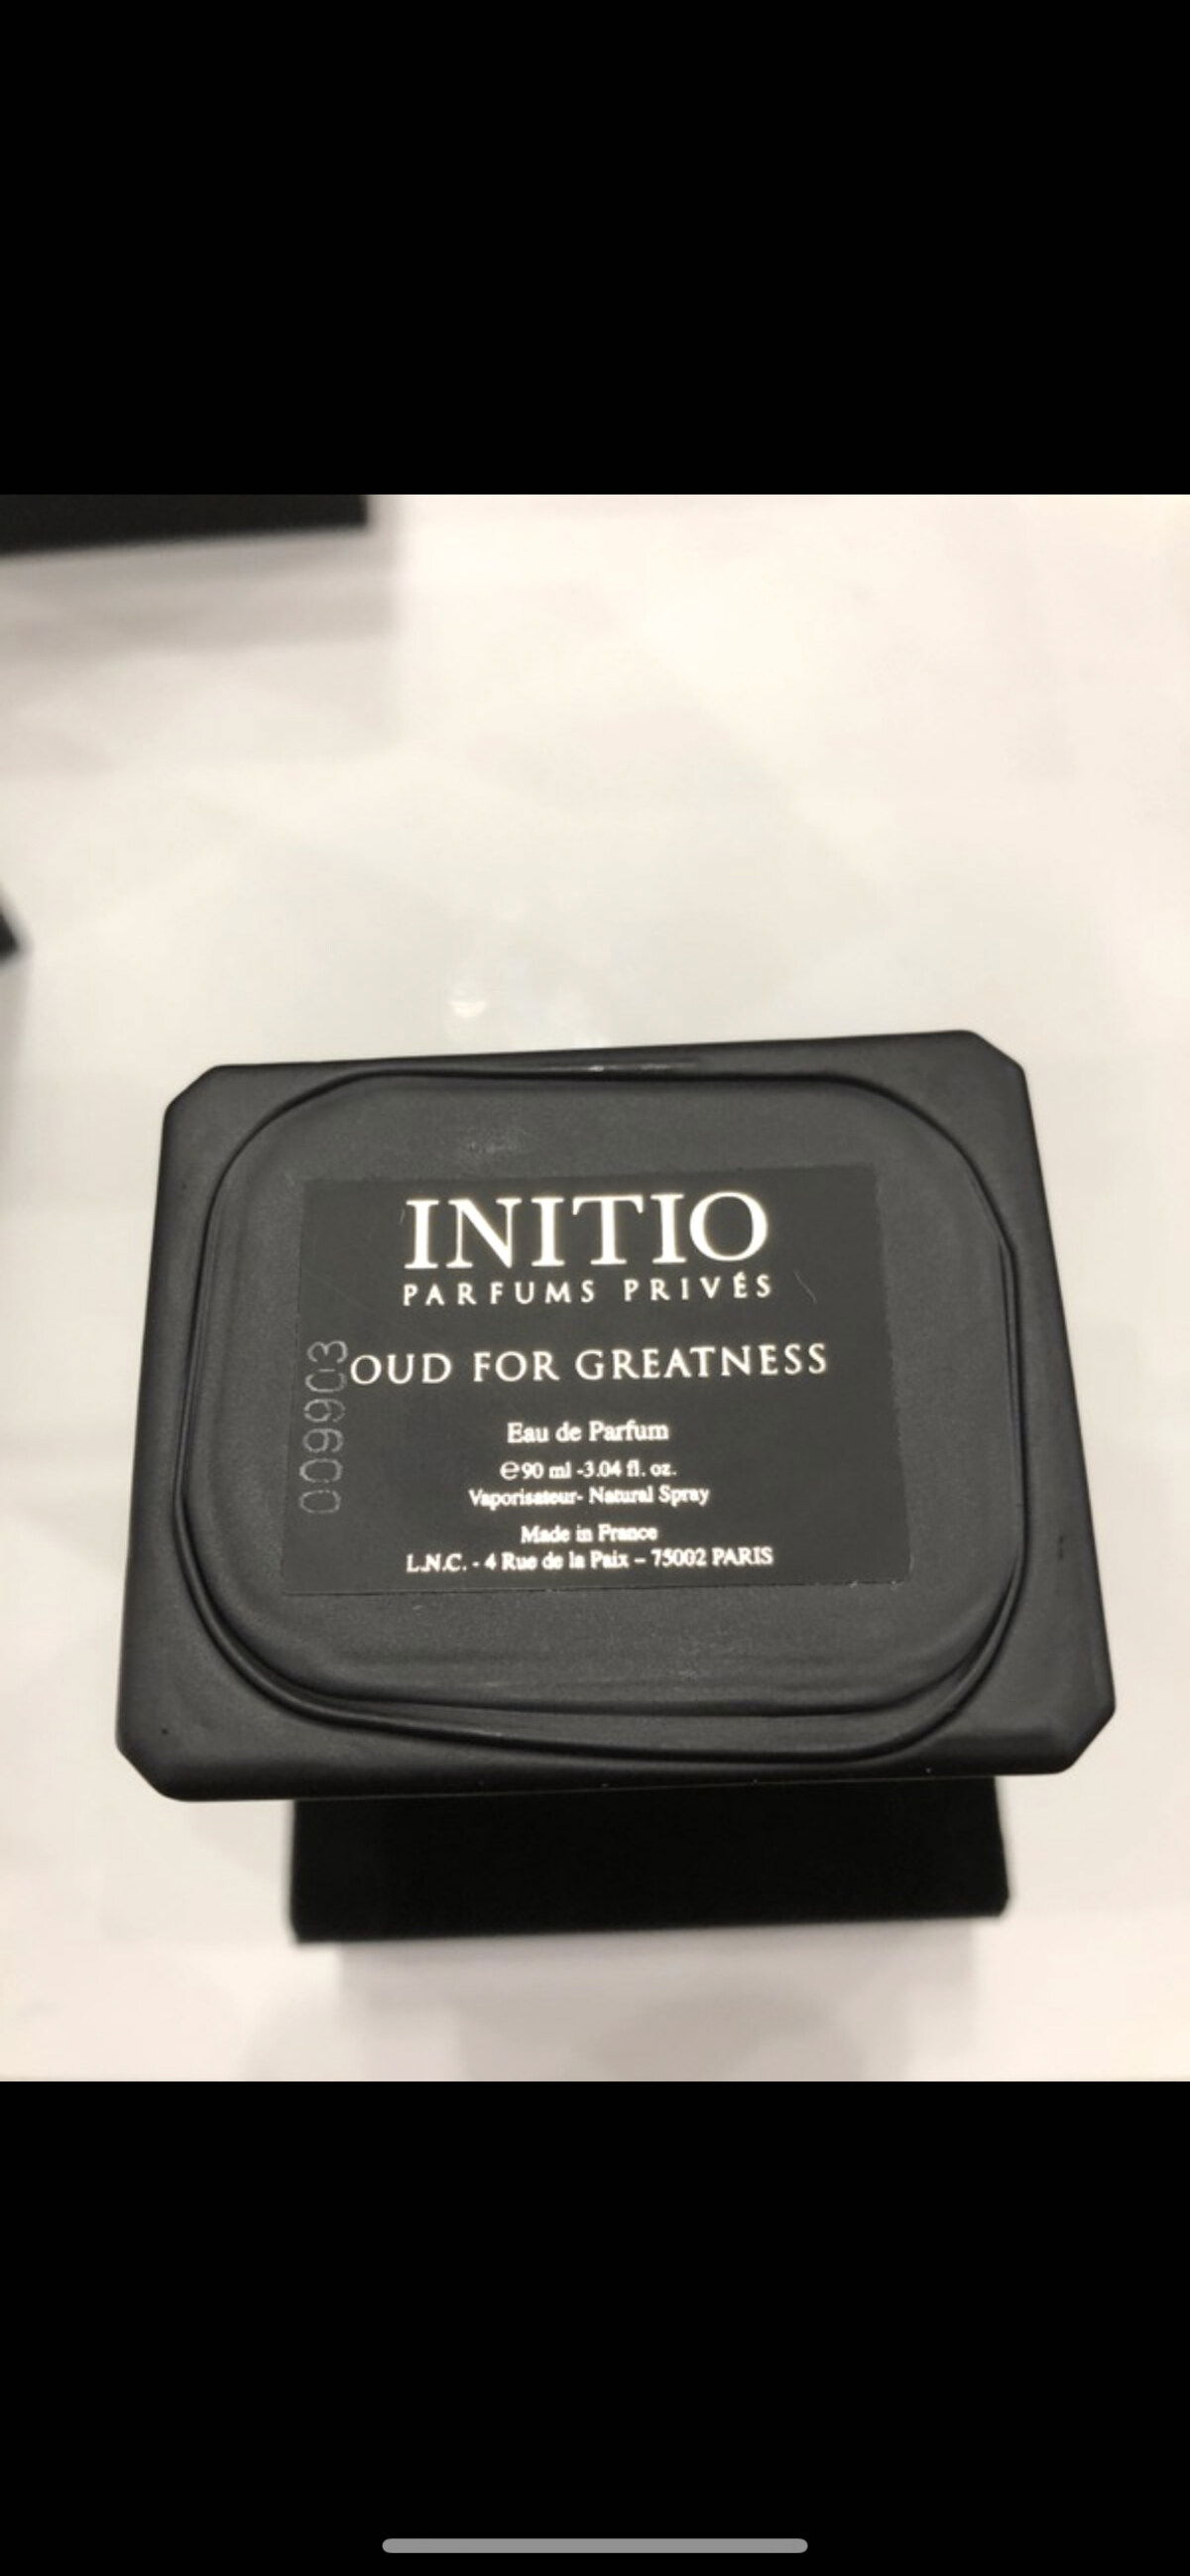 INITIO
PARFUMS PRIVÉS
009903
OUD FOR GREATNESS
Eau de Parfum
℮90 ml -3.04 fl. oz.
Vaporisateur- Natural Spray
Made in France
L.N.C. - 4 Rue de la Paix – 75002 PARIS